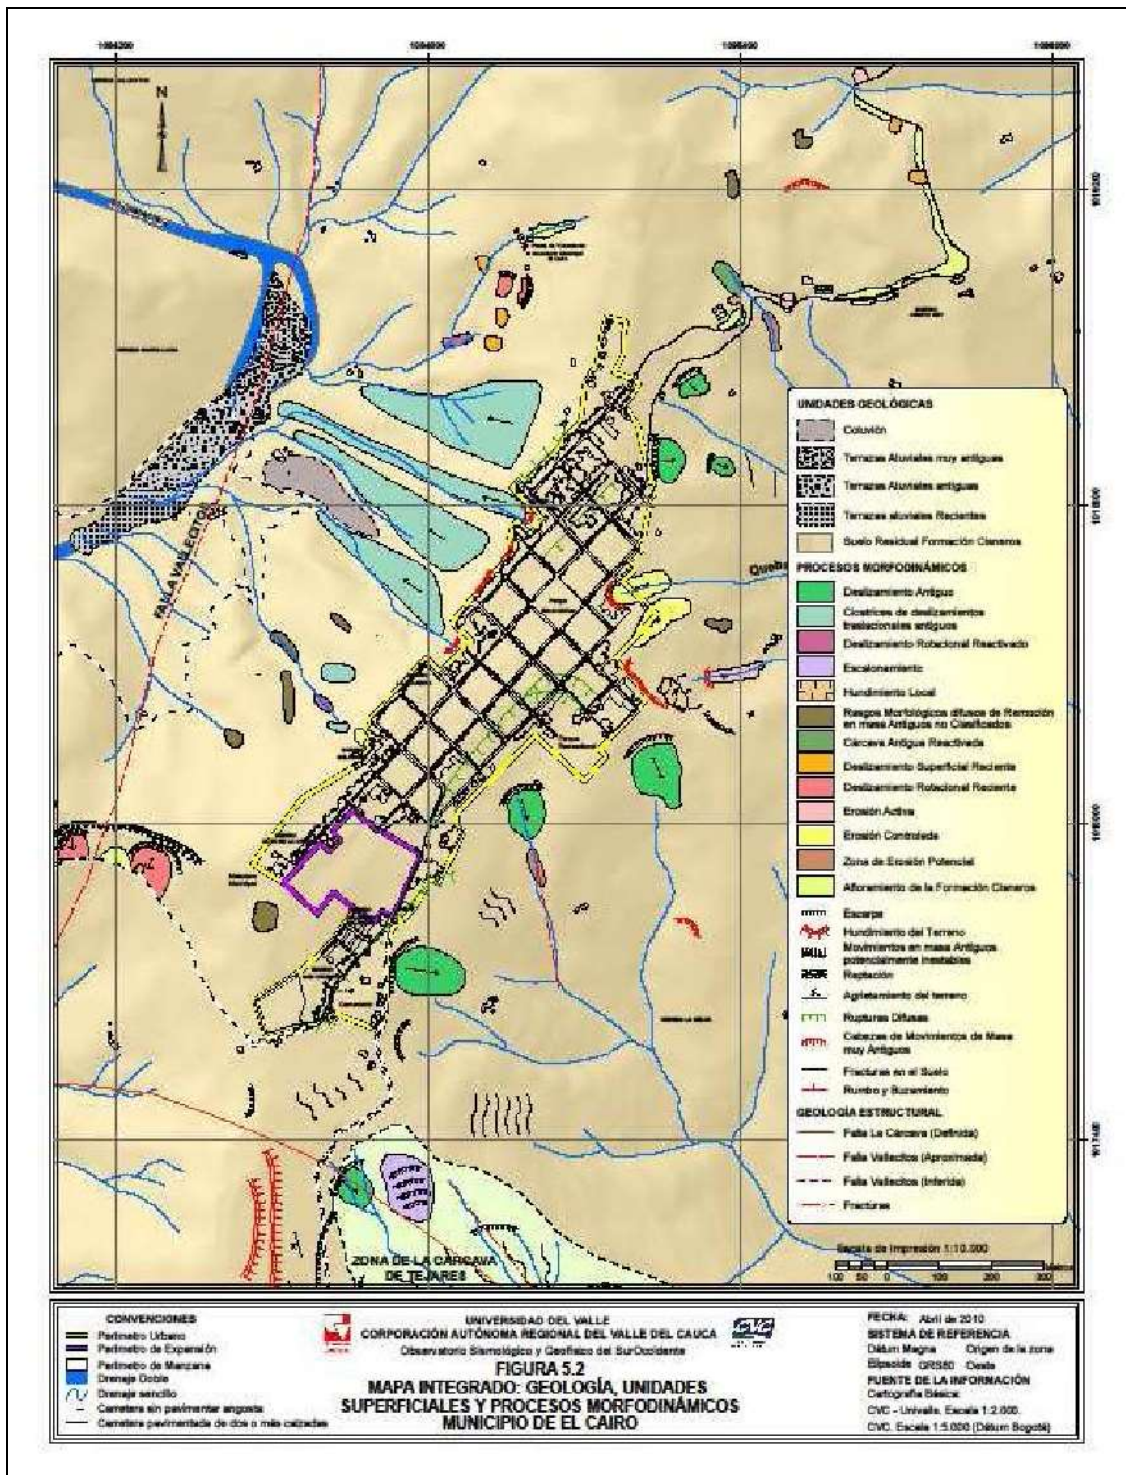 N
FALLA VALLECITOS
ZONA DE LA CÁRCAVA
DE TEJARES
UNIDADES GEOLÓGICAS
Coluvión
Terrazas Aluviales muy antiguas
Terrazas Aluviales antiguas
Terrazas aluviales Recientes
Suelo Residual Formación Cisneros
PROCESOS MORFODINÁMICOS
Deslizamiento Antiguo
Cicatrices de deslizamientos
traslacionales antiguos
Deslizamiento Rotacional Reactivado
Escalonamiento
Hundimiento Local
Rasgos Morfológicos difusos de Remoción
en masa Antiguos no Clasificados
Cárcava Antigua Reactivada
Deslizamiento Superficial Reciente
Deslizamiento Rotacional Reciente
Erosión Activa
Erosión Controlada
Zona de Erosión Potencial
Afloramiento de la Formación Cisneros
Escarpe
Hundimiento del Terreno
Movimientos en masa Antiguos
potencialmente inestables
Reptación
Agrietamiento del terreno
Rupturas Difusas
Cabezas de Movimientos de Masa
muy Antiguos
Fracturas en el Suelo
Rumbo y Buzamiento
GEOLOGÍA ESTRUCTURAL
Falla La Cárcava (Definida)
Falla Vallecitos (Aproximada)
Falla Vallecitos (Inferida)
Fracturas
Escala de Impresión 1:10.000
100 50 0 100 200 300
CONVENCIONES
Perímetro Urbano
Perímetro de Expansión
Perímetro de Manzana
Drenaje Doble
Drenaje sencillo
Carretera sin pavimentar angosta
Carretera pavimentada de dos o más calzadas
UNIVERSIDAD DEL VALLE
CORPORACIÓN AUTÓNOMA REGIONAL DEL VALLE DEL CAUCA
Observatorio Sismológico y Geofísico del SurOccidente
CVC
FIGURA 5.2
MAPA INTEGRADO: GEOLOGÍA, UNIDADES
SUPERFICIALES Y PROCESOS MORFODINÁMICOS
MUNICIPIO DE EL CAIRO
FECHA: Abril de 2010
SISTEMA DE REFERENCIA
Dátum Magna Origen de la zona
Elipsoide GRS80 Oeste
FUENTE DE LA INFORMACIÓN
Cartografía Básica:
CVC - Univalle. Escala 1:2.000.
CVC. Escala 1:5.000 (Dátum Bogotá)